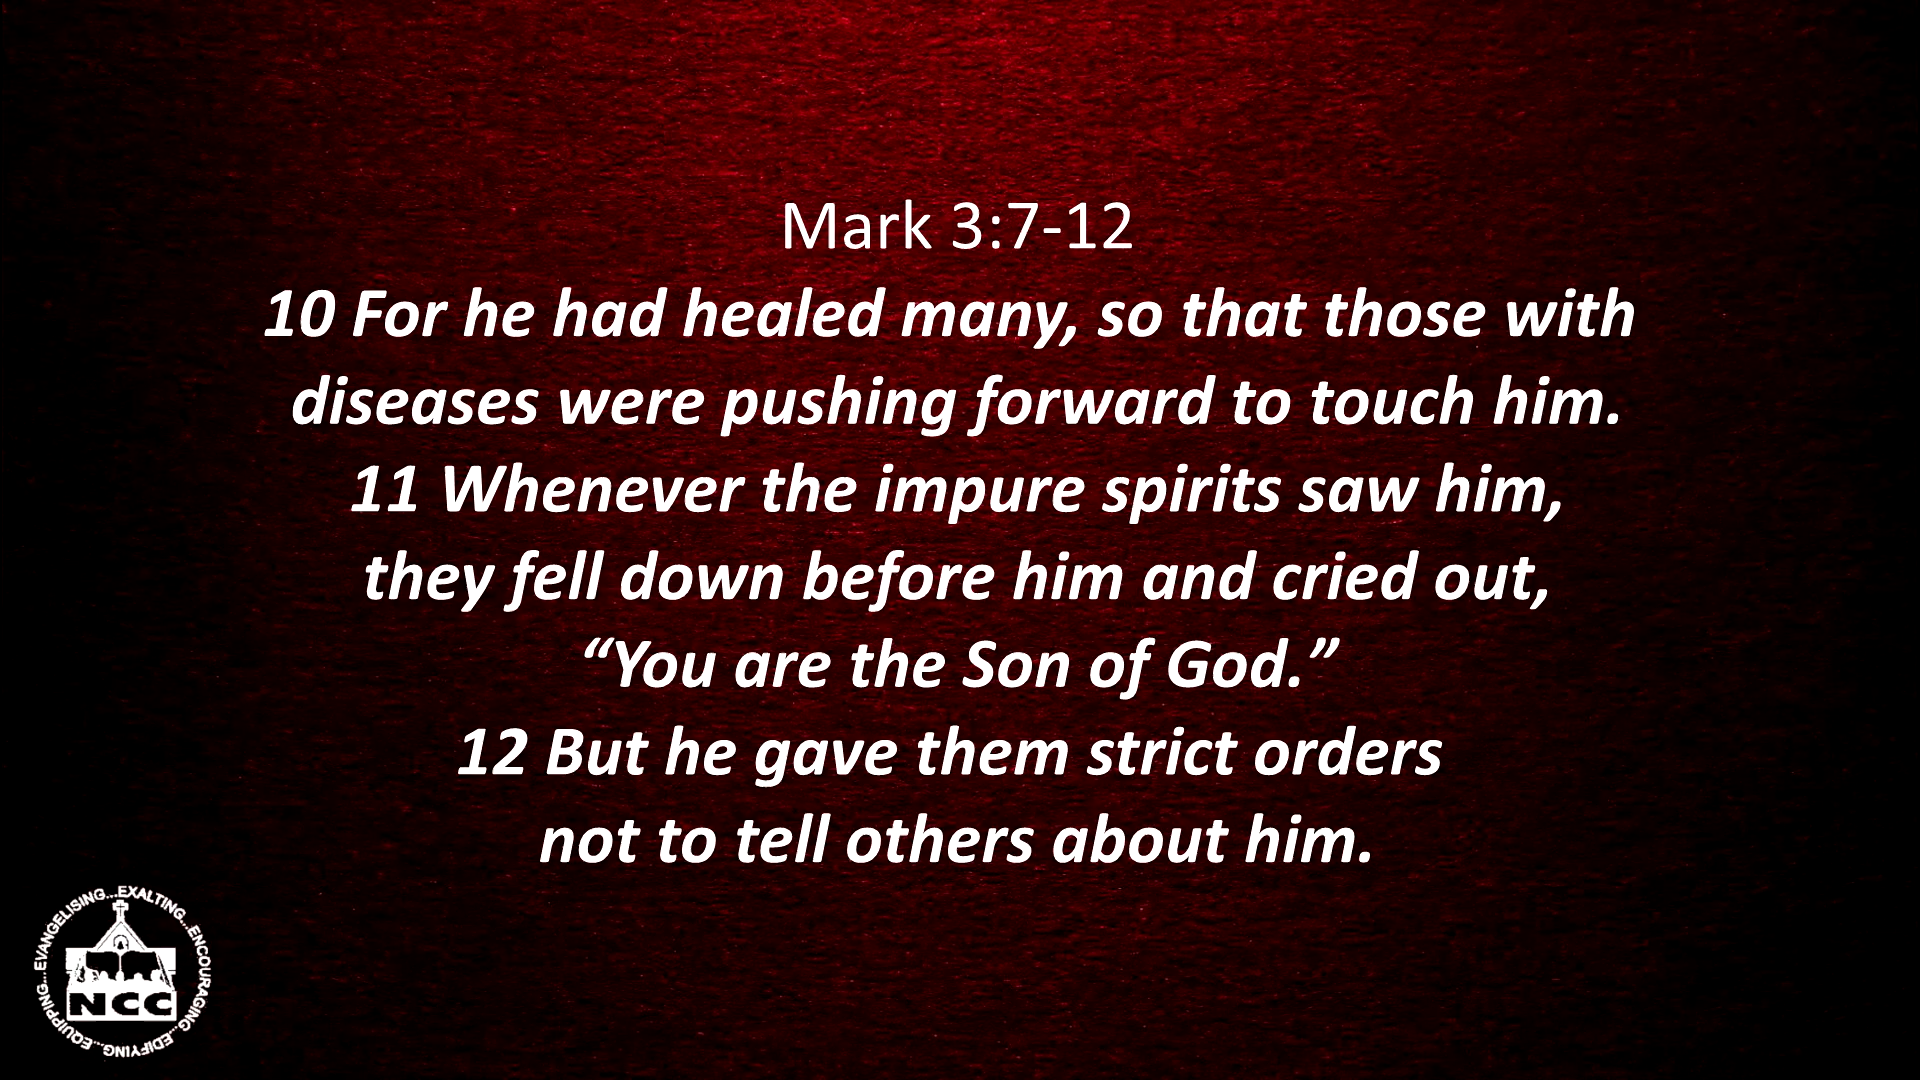 Mark 3:7-12
10 For he had healed many, so that those with
diseases were pushing forward to touch him.
11 Whenever the impure spirits saw him,
they fell down before him and cried out,
“You are the Son of God.”
12 But he gave them strict orders
not to tell others about him.
EVANGELISING...EXALTING...ENCOURAGING...EDIFYING...EQUIPPING...
NCC